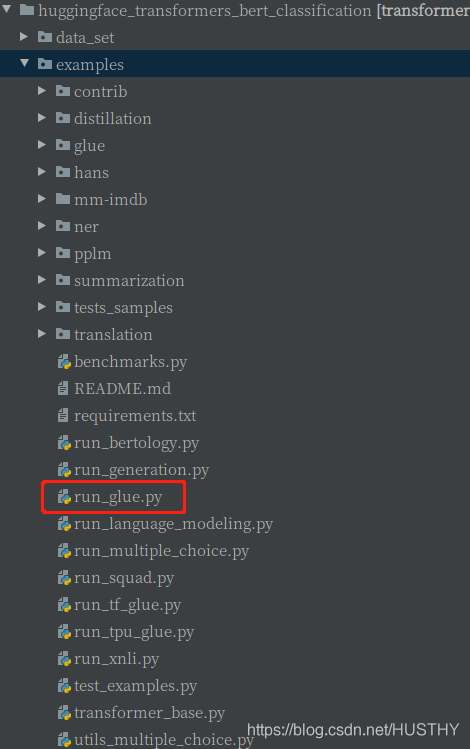 huggingface_transformers_bert_classification [transformer
data_set
examples
contrib
distillation
glue
hans
mm-imdb
ner
pplm
summarization
tests_samples
translation
benchmarks.py
README.md
requirements.txt
run_bertology.py
run_generation.py
run_glue.py
run_language_modeling.py
run_multiple_choice.py
run_squad.py
run_tf_glue.py
run_tpu_glue.py
run_xnli.py
test_examples.py
transformer_base.py
https://blog.csdn.net/HUSTHY
utils_multiple_choice.py